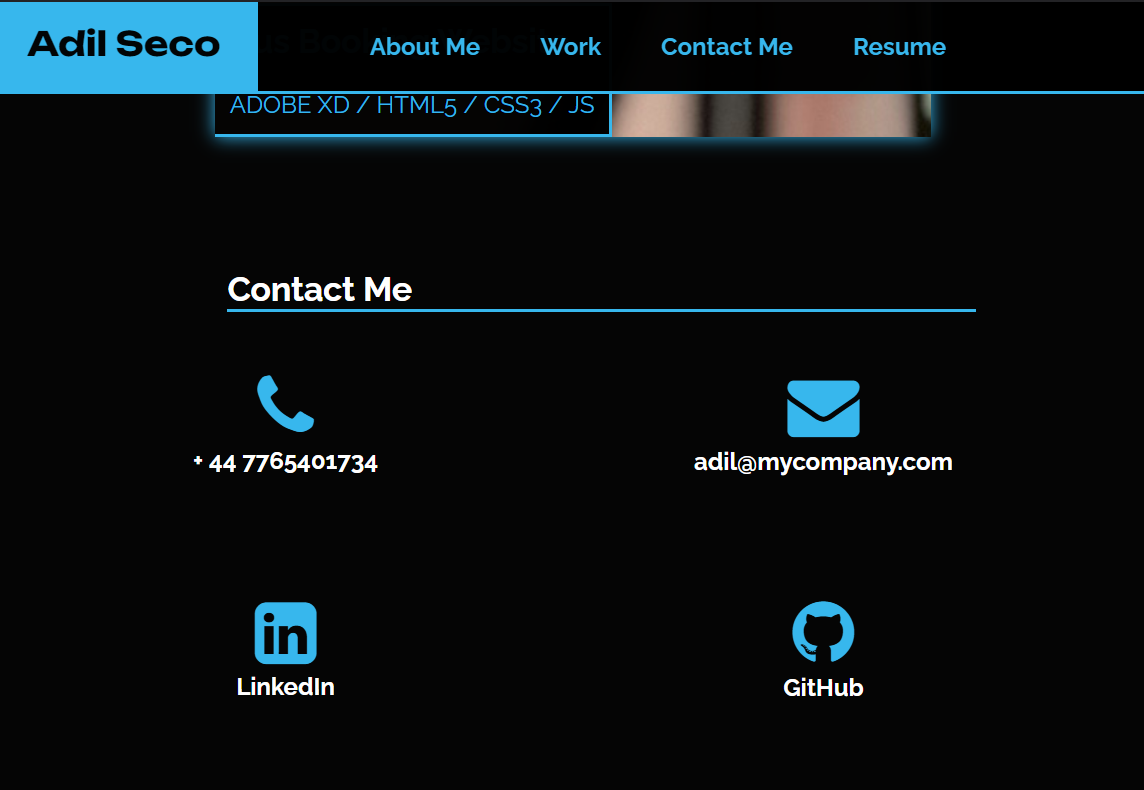 Adil Seco
About Me
Work
Contact Me
Resume
ADOBE XD / HTML5 / CSS3 / JS
Contact Me
+ 44 7765401734
adil@mycompany.com
in
LinkedIn
GitHub